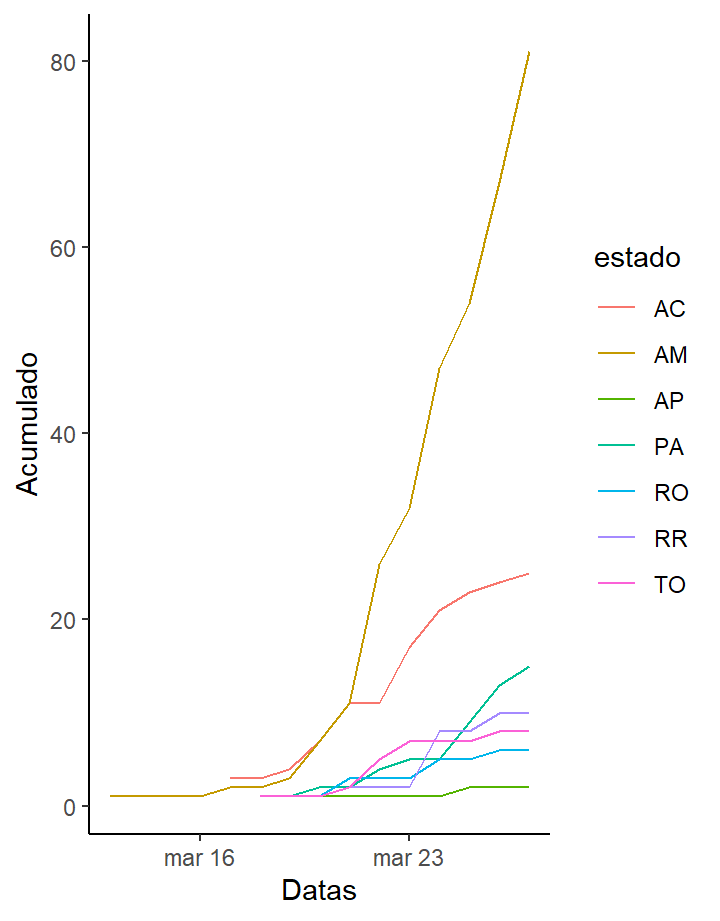 80
60
40
20
0
Acumulado
mar 16
mar 23
Datas
estado
AC
AM
AP
PA
RO
RR
TO